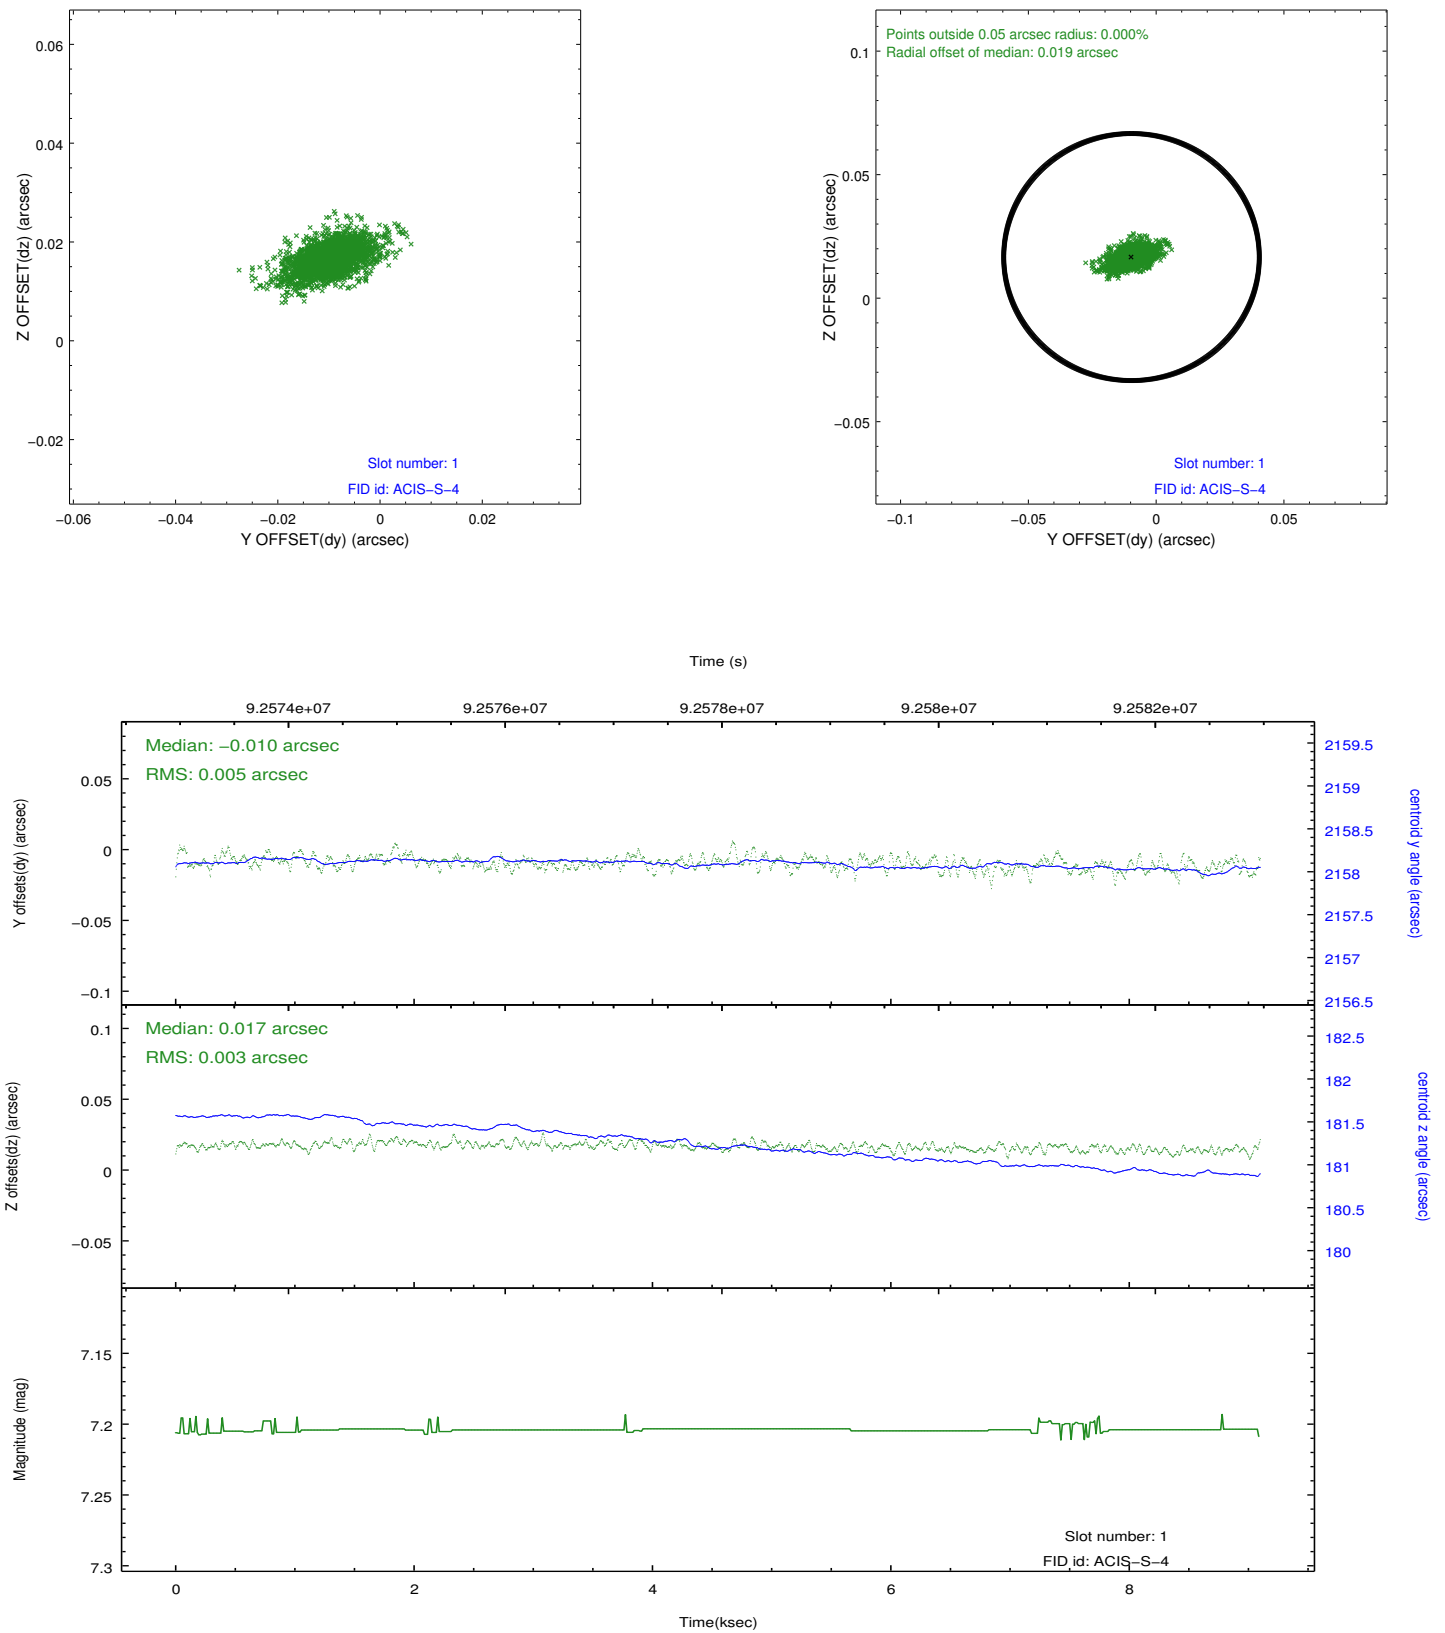 0.06
0.04
0.02
0
−0.02
Z OFFSET(dz) (arcsec)
Slot number: 1
FID id: ACIS−S−4
−0.06
−0.04
−0.02
0
0.02
Y OFFSET(dy) (arcsec)
Points outside 0.05 arcsec radius: 0.000%
Radial offset of median: 0.019 arcsec
0.1
0.05
0
−0.05
Z OFFSET(dz) (arcsec)
Slot number: 1
FID id: ACIS−S−4
−0.1
−0.05
0
0.05
Y OFFSET(dy) (arcsec)
Time (s)
9.2574e+07
9.2576e+07
9.2578e+07
9.258e+07
9.2582e+07
Median: −0.010 arcsec
RMS: 0.005 arcsec
0.05
0
−0.05
−0.1
Y offsets(dy) (arcsec)
2159.5
2159
2158.5
2158
2157.5
2157
2156.5
centroid y angle (arcsec)
Median: 0.017 arcsec
RMS: 0.003 arcsec
0.1
0.05
0
−0.05
Z offsets(dz) (arcsec)
182.5
182
181.5
181
180.5
180
centroid z angle (arcsec)
7.15
7.2
7.25
7.3
Magnitude (mag)
Slot number: 1
FID id: ACIS−S−4
0
2
4
6
8
Time(ksec)